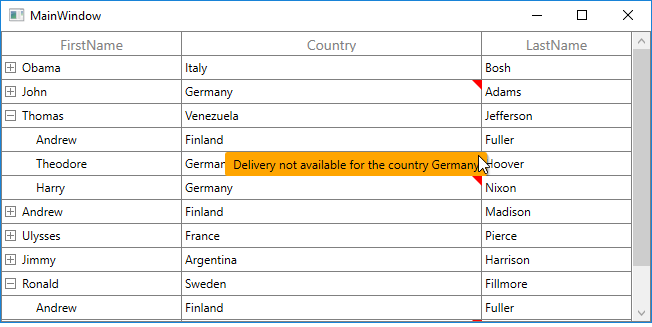 MainWindow
FirstName Country LastName
Obama Italy Bosh
John Germany Adams
Thomas Venezuela Jefferson
Andrew Finland Fuller
Theodore German Delivery not available for the country Germany Hoover
Harry Germany Nixon
Andrew Finland Madison
Ulysses France Pierce
Jimmy Argentina Harrison
Ronald Sweden Fillmore
Andrew Finland Fuller